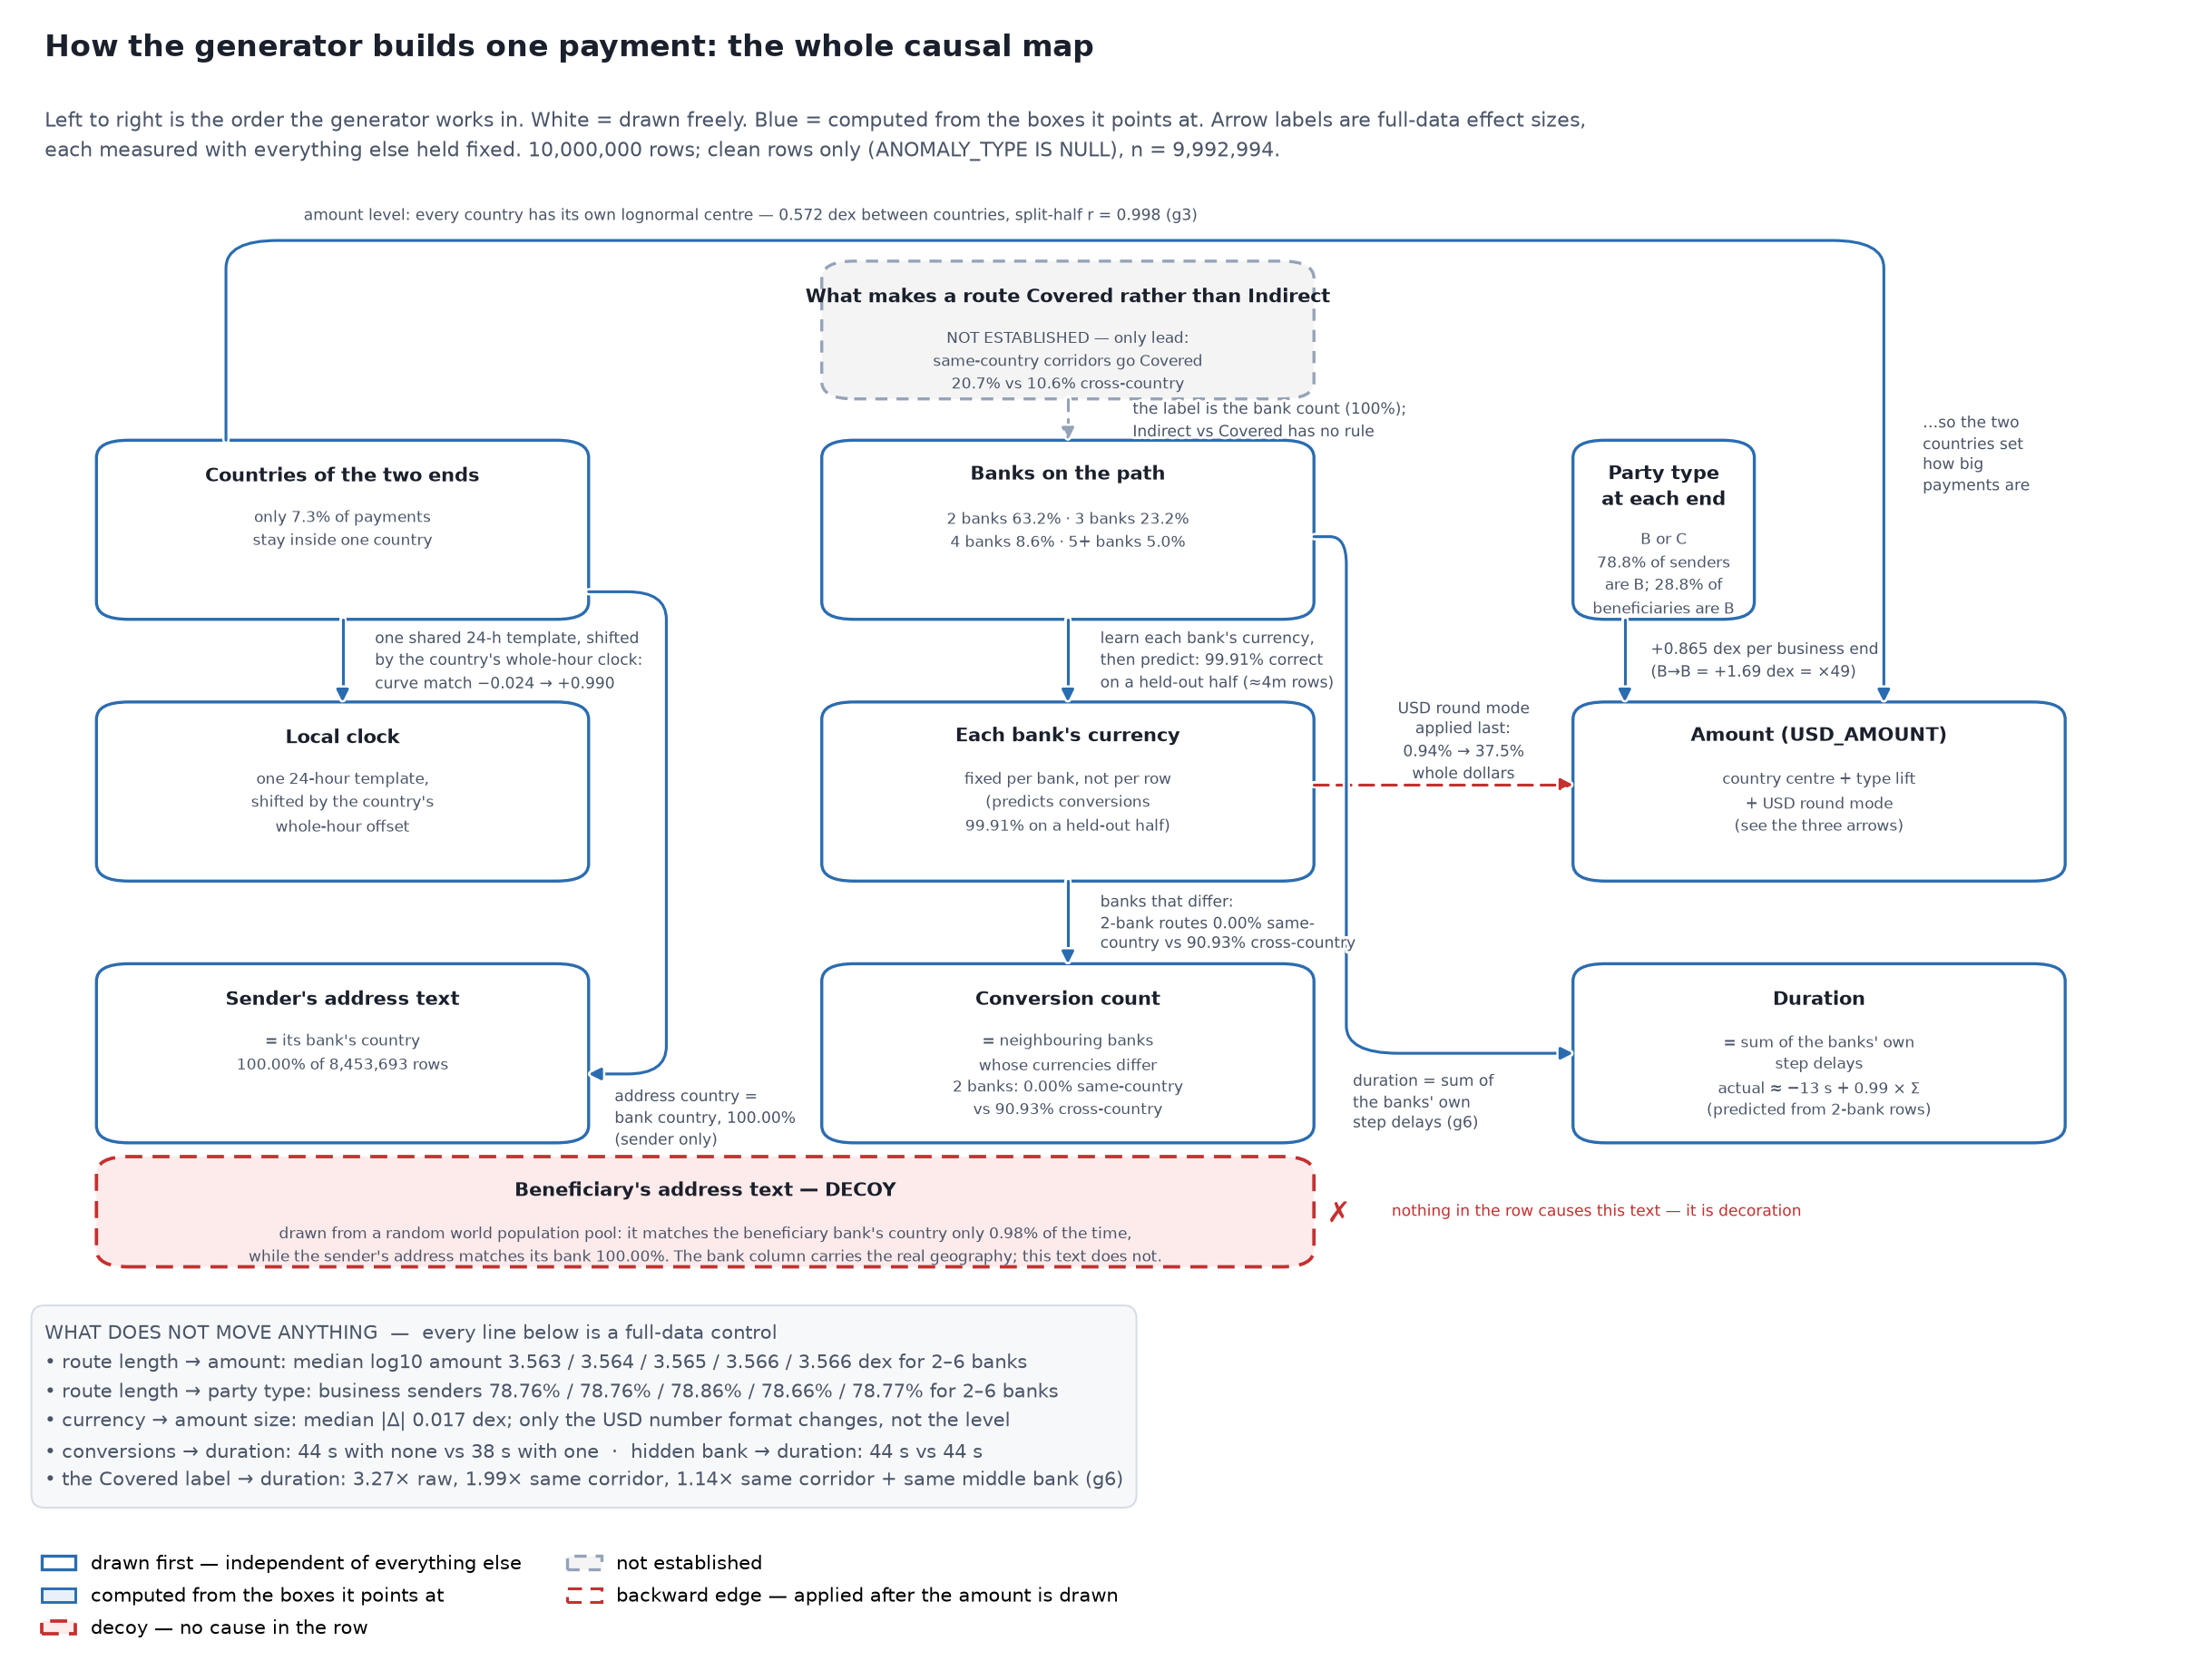 How the generator builds one payment: the whole causal map
Left to right is the order the generator works in. White = drawn freely. Blue = computed from the boxes it points at. Arrow labels are full-data effect sizes,
each measured with everything else held fixed. 10,000,000 rows; clean rows only (ANOMALY_TYPE IS NULL), n = 9,992,994.
amount level: every country has its own lognormal centre — 0.572 dex between countries, split-half r = 0.998 (g3)
What makes a route Covered rather than Indirect
NOT ESTABLISHED — only lead:
same-country corridors go Covered
20.7% vs 10.6% cross-country
the label is the bank count (100%);
Indirect vs Covered has no rule
...so the two
countries set
how big
payments are
Countries of the two ends
only 7.3% of payments
stay inside one country
Banks on the path
2 banks 63.2% · 3 banks 23.2%
4 banks 8.6% · 5+ banks 5.0%
Party type
at each end
B or C
78.8% of senders
are B; 28.8% of
beneficiaries are B
one shared 24-h template, shifted
by the country's whole-hour clock:
curve match −0.024 → +0.990
learn each bank's currency,
then predict: 99.91% correct
on a held-out half (≈4m rows)
+0.865 dex per business end
(B→B = +1.69 dex = ×49)
USD round mode
applied last:
0.94% → 37.5%
whole dollars
Local clock
one 24-hour template,
shifted by the country's
whole-hour offset
Each bank's currency
fixed per bank, not per row
(predicts conversions
99.91% on a held-out half)
Amount (USD_AMOUNT)
country centre + type lift
+ USD round mode
(see the three arrows)
banks that differ:
2-bank routes 0.00% same-
country vs 90.93% cross-country
Sender's address text
= its bank's country
100.00% of 8,453,693 rows
Conversion count
= neighbouring banks
whose currencies differ
2 banks: 0.00% same-country
vs 90.93% cross-country
Duration
= sum of the banks' own
step delays
actual ≈ −13 s + 0.99 × Σ
(predicted from 2-bank rows)
address country =
bank country, 100.00%
(sender only)
duration = sum of
the banks' own
step delays (g6)
Beneficiary's address text — DECOY
drawn from a random world population pool: it matches the beneficiary bank's country only 0.98% of the time,
while the sender's address matches its bank 100.00%. The bank column carries the real geography; this text does not.
✗ nothing in the row causes this text — it is decoration
WHAT DOES NOT MOVE ANYTHING — every line below is a full-data control
• route length → amount: median log10 amount 3.563 / 3.564 / 3.565 / 3.566 / 3.566 dex for 2–6 banks
• route length → party type: business senders 78.76% / 78.76% / 78.86% / 78.66% / 78.77% for 2–6 banks
• currency → amount size: median |Δ| 0.017 dex; only the USD number format changes, not the level
• conversions → duration: 44 s with none vs 38 s with one · hidden bank → duration: 44 s vs 44 s
• the Covered label → duration: 3.27× raw, 1.99× same corridor, 1.14× same corridor + same middle bank (g6)
drawn first — independent of everything else
computed from the boxes it points at
decoy — no cause in the row
not established
backward edge — applied after the amount is drawn